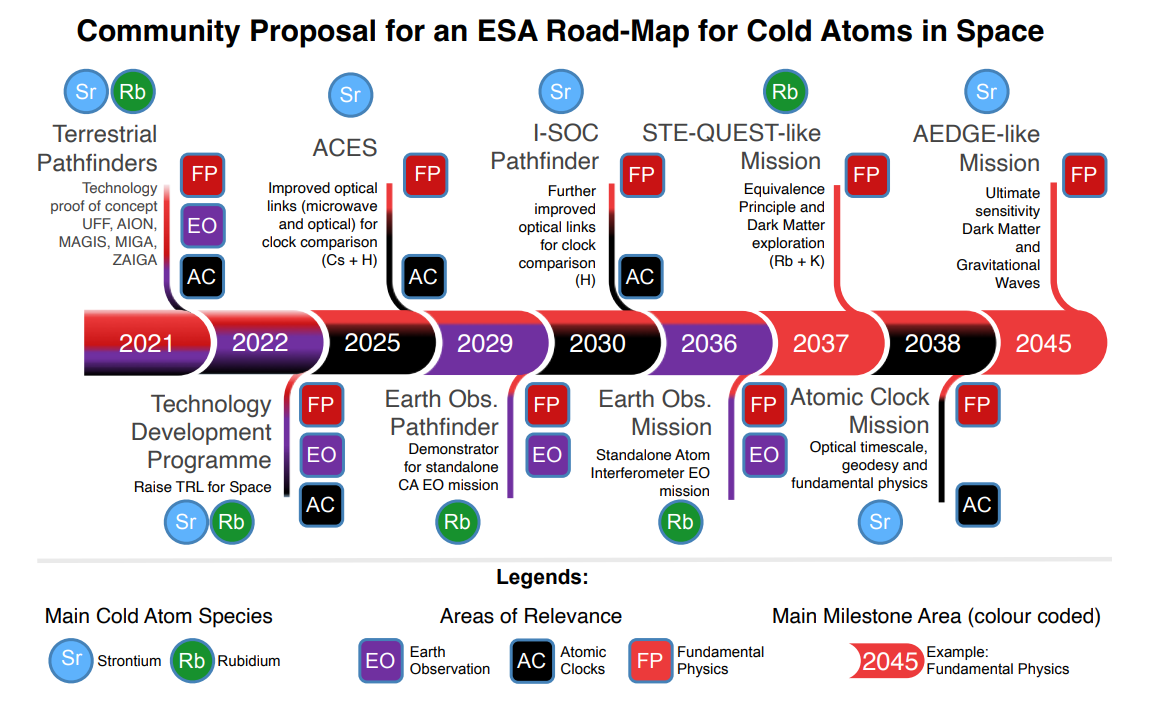 Community Proposal for an ESA Road-Map for Cold Atoms in Space
Sr
Rb
Terrestrial
Pathfinders
Technology
proof of concept
UFF, AION,
MAGIS, MIGA,
ZAIGA
FP
EO
AC
Sr
ACES
Improved optical
links (microwave
and optical) for
clock comparison
(Cs + H)
FP
AC
Sr
I-SOC
Pathfinder
Further
improved
optical links
for clock
comparison
(H)
FP
AC
Rb
STE-QUEST-like
Mission
Equivalence
Principle and
Dark Matter
exploration
(Rb + K)
FP
Sr
AEDGE-like
Mission
Ultimate
sensitivity
Dark Matter
and
Gravitational
Waves
FP
2021
2022
2025
2029
2030
2036
2037
2038
2045
Technology
Development
Programme
Raise TRL for Space
Sr
Rb
FP
EO
AC
Earth Obs.
Pathfinder
Demonstrator
for standalone
CA EO mission
Rb
FP
EO
Earth Obs.
Mission
Standalone Atom
Interferometer EO
mission
Rb
FP
EO
Atomic Clock
Mission
Optical timescale,
geodesy and
fundamental physics
Sr
FP
AC
Legends:
Main Cold Atom Species
Sr
Strontium
Rb
Rubidium
Areas of Relevance
EO
Earth
Observation
AC
Atomic
Clocks
FP
Fundamental
Physics
Main Milestone Area (colour coded)
2045
Example:
Fundamental Physics